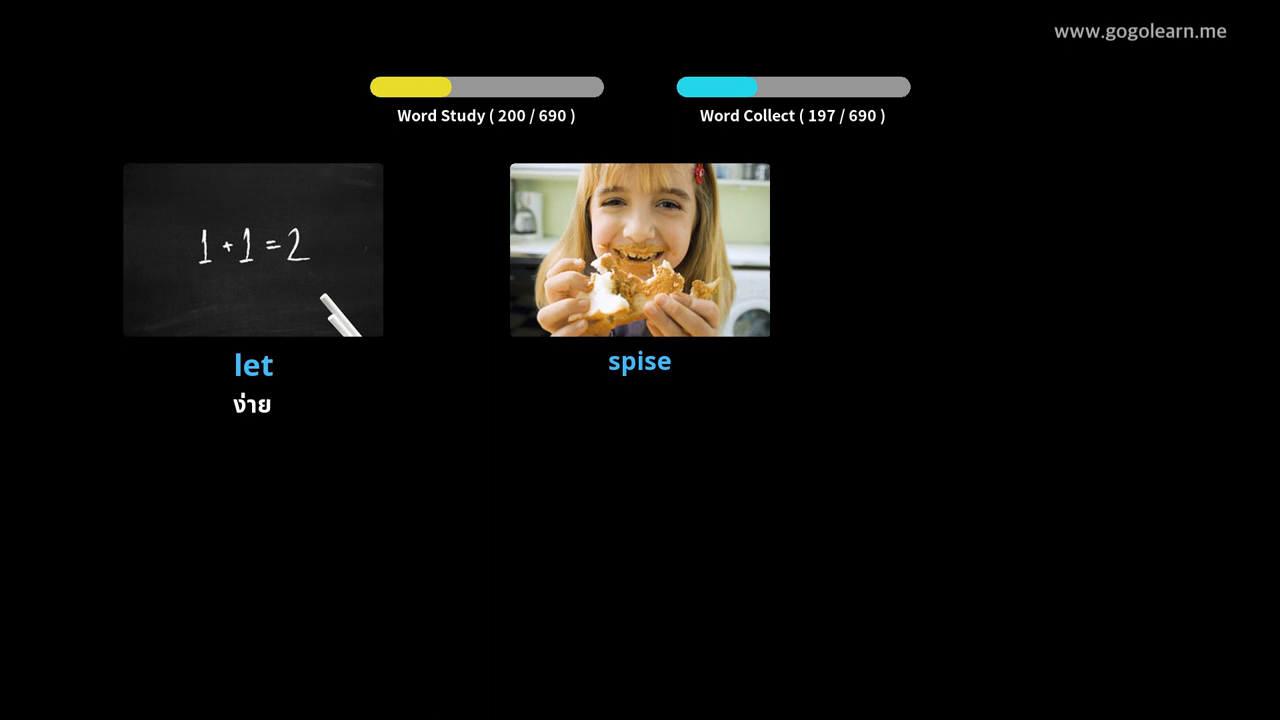 www.gogolearn.me
Word Study ( 200 / 690 )
Word Collect ( 197 / 690 )
1 + 1 = 2
let
ง่าย
spise